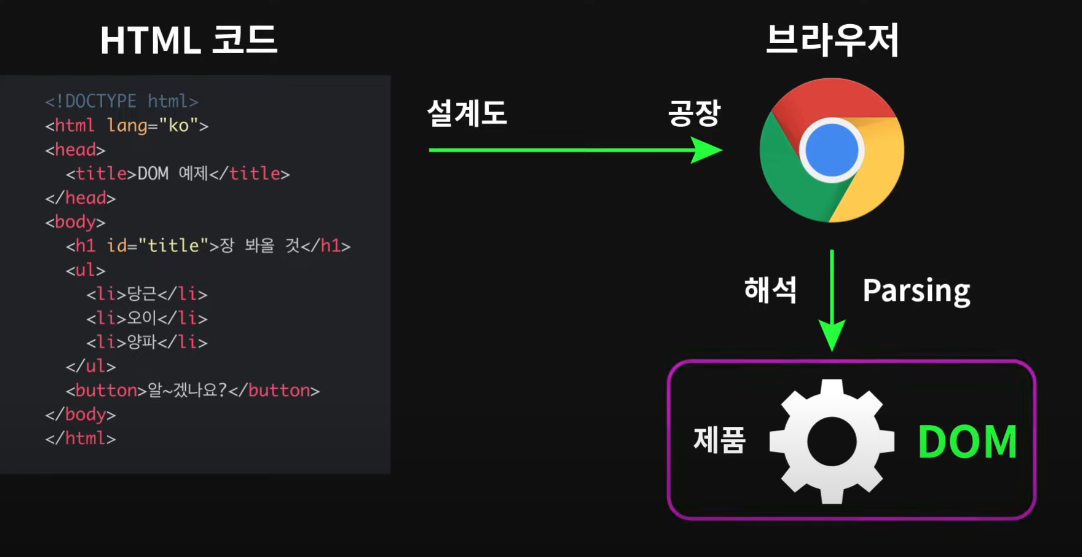 HTML 코드
브라우저
<!DOCTYPE html>
<html lang="ko">
<head>
<title>DOM 예제</title>
</head>
<body>
<h1 id="title">장 봐올 것</h1>
<ul>
<li>당근</li>
<li>오이</li>
<li>양파</li>
</ul>
<button>알~겠나요?</button>
</body>
</html>
설계도
공장
해석
Parsing
제품
DOM